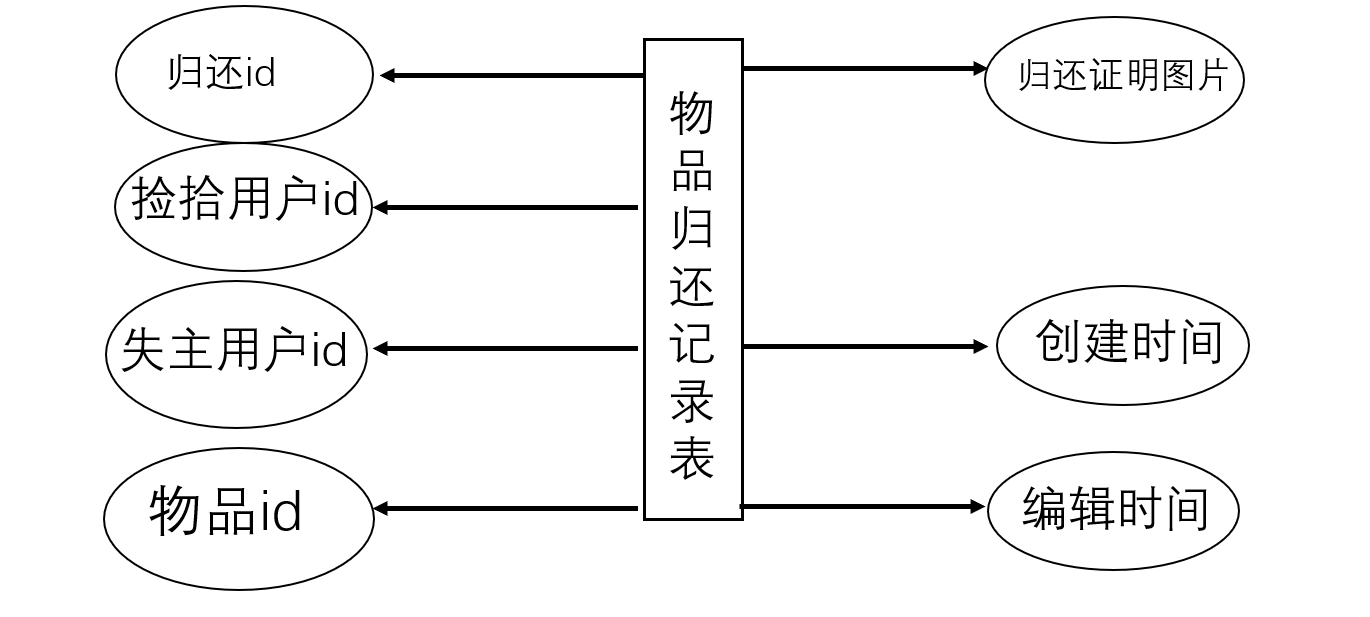 归还id
捡拾用户id
失主用户id
物品id
物品归还记录表
归还证明图片
创建时间
编辑时间